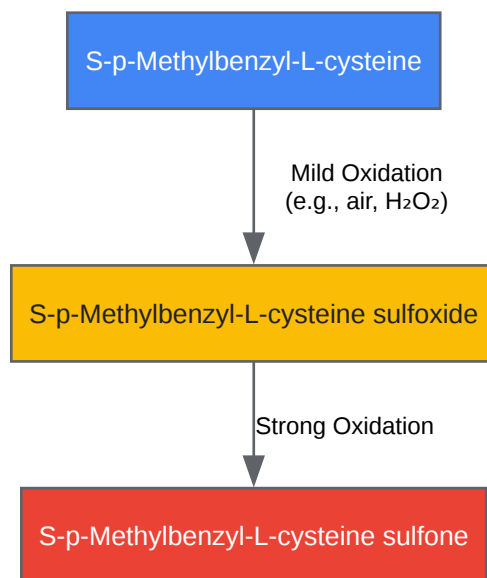 S-p-Methylbenzyl-L-cysteine
Mild Oxidation
(e.g., air, H₂O₂)
S-p-Methylbenzyl-L-cysteine sulfoxide
Strong Oxidation
S-p-Methylbenzyl-L-cysteine sulfone